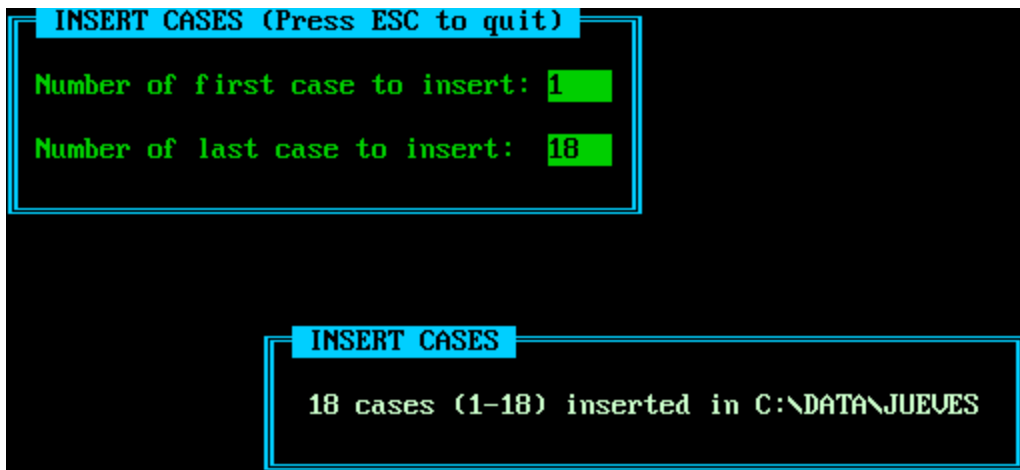 INSERT CASES (Press ESC to quit)
Number of first case to insert: 1
Number of last case to insert: 18
INSERT CASES
18 cases (1-18) inserted in C:\DATA\JUEVES